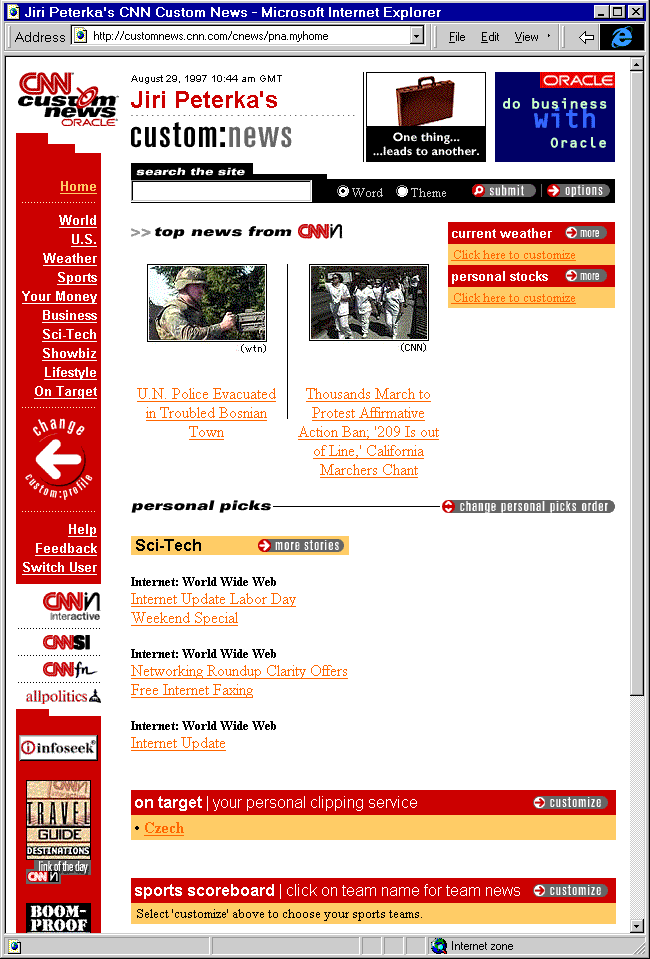 Jiri Peterka's CNN Custom News - Microsoft Internet Explorer
Address http://customnews.cnn.com/cnews/pna.myhome File Edit View
CNN
custom
news
ORACLE
August 29, 1997 10:44 am GMT
Jiri Peterka's
custom:news
One thing...
...leads to another.
ORACLE
do business
with
Oracle
search the site
Word Theme submit options
Home
World
U.S.
Weather
Sports
Your Money
Business
Sci-Tech
Showbiz
Lifestyle
On Target
change
custom:profile
Help
Feedback
Switch User
CNNin
interactive
CNNSI
CNNfn
allpolitics
infoseek
CNNin
interactive
TRAVEL
GUIDE
DESTINATIONS
link of the day
CNNin
BOOM-
PROOF
>> top news from CNNin
(wtn)
U.N. Police Evacuated
in Troubled Bosnian
Town
(CNN)
Thousands March to
Protest Affirmative
Action Ban; '209 Is out
of Line,' California
Marchers Chant
current weather more
Click here to customize
personal stocks more
Click here to customize
personal picks change personal picks order
Sci-Tech more stories
Internet: World Wide Web
Internet Update Labor Day
Weekend Special
Internet: World Wide Web
Networking Roundup Clarity Offers
Free Internet Faxing
Internet: World Wide Web
Internet Update
on target | your personal clipping service customize
• Czech
sports scoreboard | click on team name for team news customize
Select 'customize' above to choose your sports teams.
Internet zone